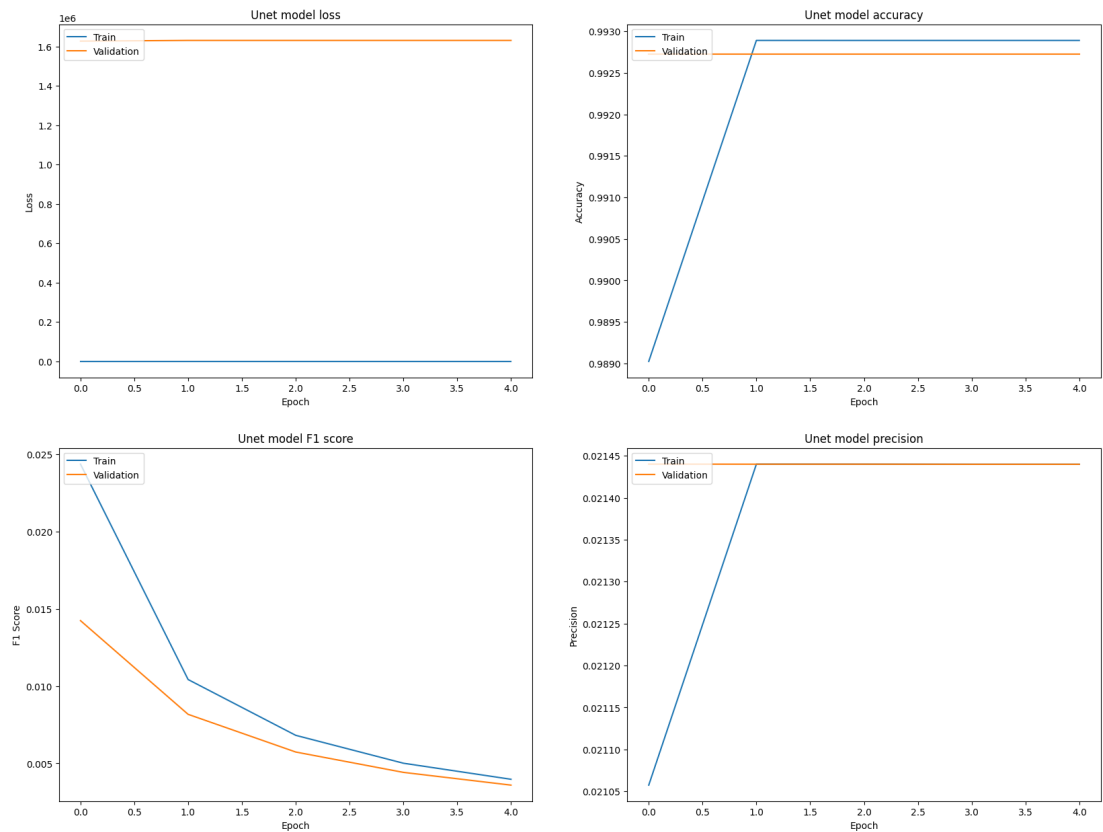 Unet model loss
1e6
Train
Validation
1.6
1.4
1.2
1.0
0.8
0.6
0.4
0.2
0.0
Loss
0.0 0.5 1.0 1.5 2.0 2.5 3.0 3.5 4.0
Epoch
Unet model accuracy
Train
Validation
0.9930
0.9925
0.9920
0.9915
0.9910
0.9905
0.9900
0.9895
0.9890
Accuracy
0.0 0.5 1.0 1.5 2.0 2.5 3.0 3.5 4.0
Epoch
Unet model F1 score
Train
Validation
0.025
0.020
0.015
0.010
0.005
F1 Score
0.0 0.5 1.0 1.5 2.0 2.5 3.0 3.5 4.0
Epoch
Unet model precision
Train
Validation
0.02145
0.02140
0.02135
0.02130
0.02125
0.02120
0.02115
0.02110
0.02105
Precision
0.0 0.5 1.0 1.5 2.0 2.5 3.0 3.5 4.0
Epoch